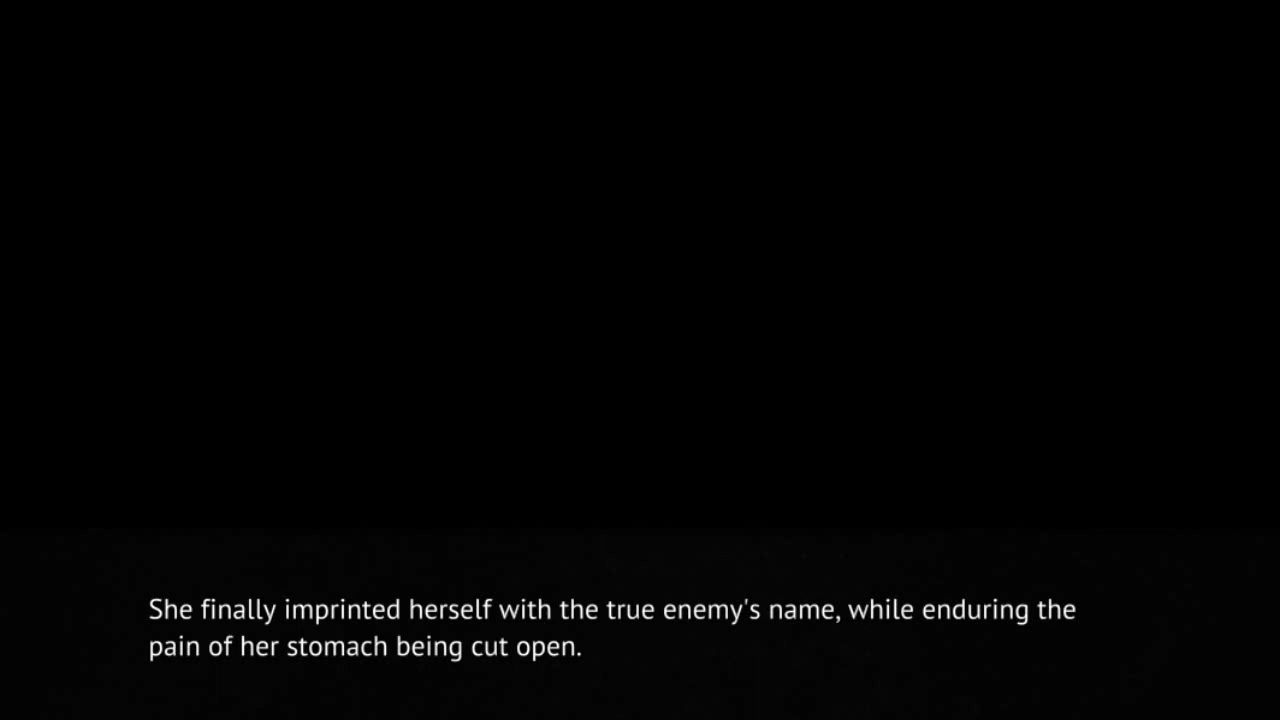 She finally imprinted herself with the true enemy's name, while enduring the
pain of her stomach being cut open.